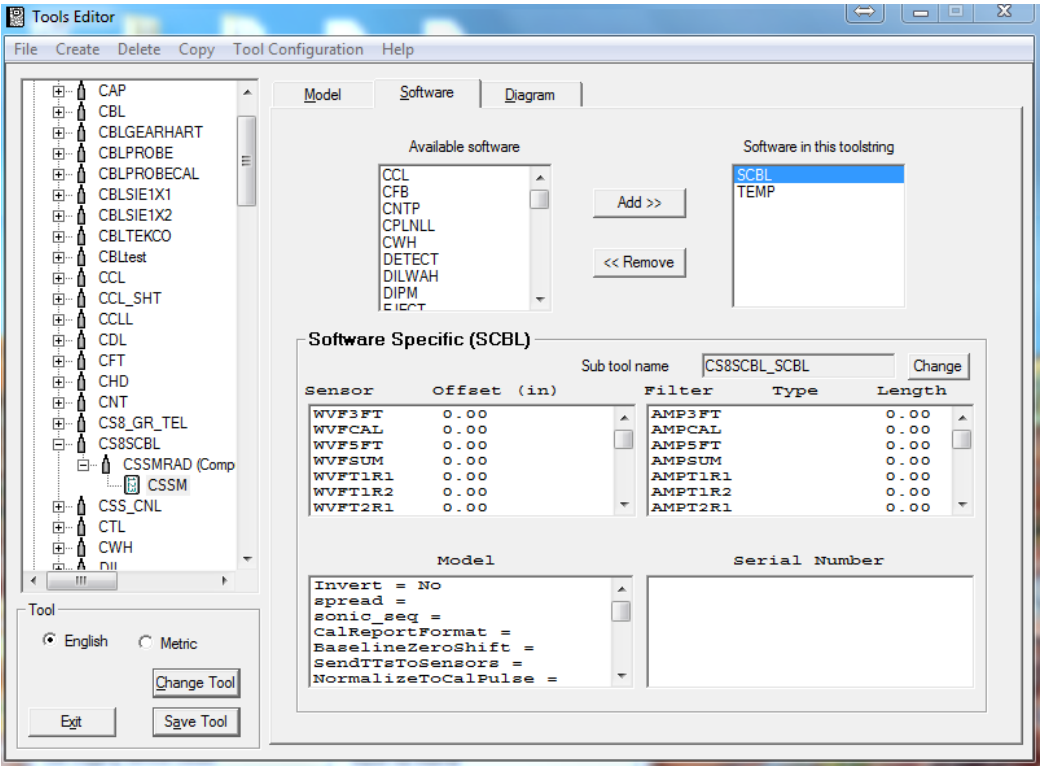 Tools Editor
File Create Delete Copy Tool Configuration Help
CAP
CBL
CBLGEARHART
CBLPROBE
CBLPROBECAL
CBLSIE1X1
CBLSIE1X2
CBLTEKCO
CBLtest
CCL
CCL_SHT
CCLL
CDL
CFT
CHD
CNT
CS8_GR_TEL
CS8SCBL
CSSMRAD (Comp
CSSM
CSS_CNL
CTL
CWH
DIL
Tool
English Metric
Change Tool
Exit Save Tool
Model Software Diagram
Available software
CCL
CFB
CNTP
CPLNLL
CWH
DETECT
DILWAH
DIPM
EJECT
Add >>
<< Remove
Software in this toolstring
SCBL
TEMP
Software Specific (SCBL)
Sub tool name CS8SCBL_SCBL Change
Sensor Offset (in)
WVF3FT 0.00
WVFCAL 0.00
WVF5FT 0.00
WVFSUM 0.00
WVFT1R1 0.00
WVFT1R2 0.00
WVFT2R1 0.00
Filter Type Length
AMP3FT 0.00
AMPCAL 0.00
AMP5FT 0.00
AMPSUM 0.00
AMPT1R1 0.00
AMPT1R2 0.00
AMPT2R1 0.00
Model
Invert = No
spread =
sonic_seq =
CalReportFormat =
BaselineZeroShift =
SendTTsToSensors =
NormalizeToCalPulse =
Serial Number